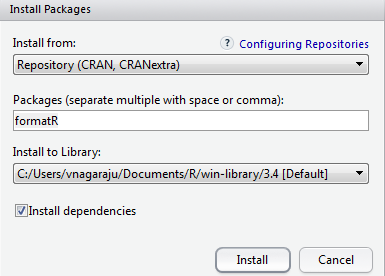 Install Packages
Install from:
? Configuring Repositories
Repository (CRAN, CRANextra)
Packages (separate multiple with space or comma):
formatR
Install to Library:
C:/Users/vnagaraju/Documents/R/win-library/3.4 [Default]
Install dependencies
Install
Cancel